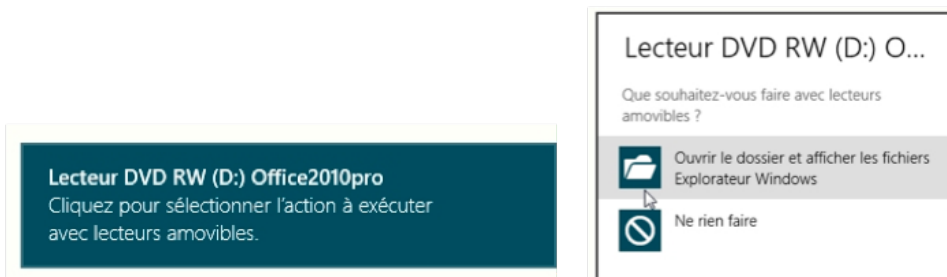 Lecteur DVD RW (D:) Office2010pro
Cliquez pour sélectionner l'action à exécuter
avec lecteurs amovibles.
Lecteur DVD RW (D:) O...
Que souhaitez-vous faire avec lecteurs
amovibles ?
Ouvrir le dossier et afficher les fichiers
Explorateur Windows
Ne rien faire